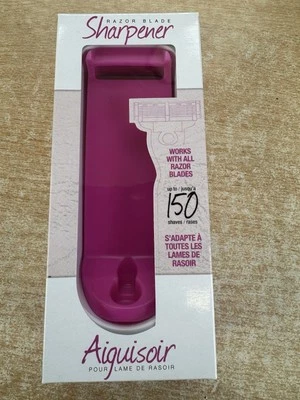 RAZOR BLADE
Sharpener
WORKS
WITH ALL
RAZOR
BLADES
up to / jusqu'à
150
shaves / rases
S'ADAPTE À
TOUTES LES
LAMES DE
RASOIR
Aiguisoir
POUR LAME DE RASOIR